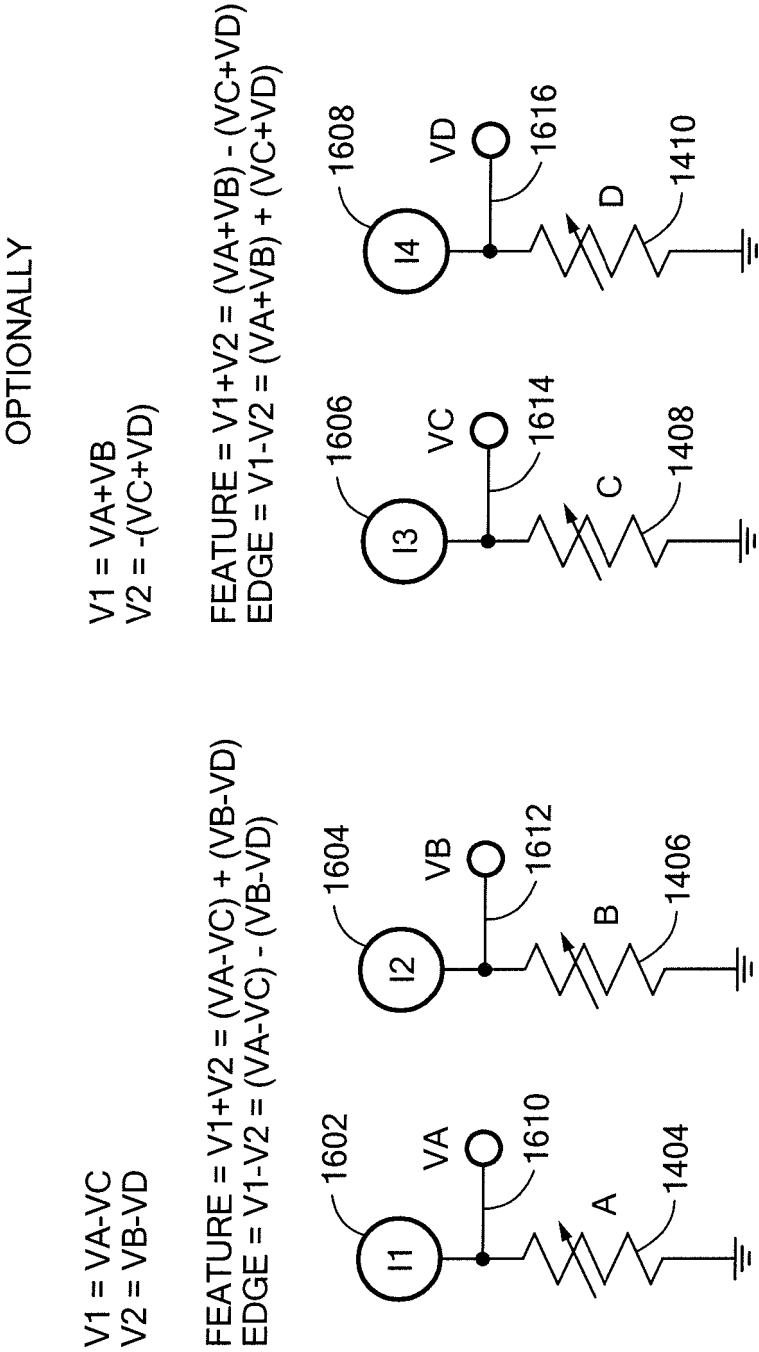 OPTIONALLY
V1 = VA-VC
V2 = VB-VD
V1 = VA+VB
V2 = -(VC+VD)
FEATURE = V1+V2 = (VA-VC) + (VB-VD)
EDGE = V1-V2 = (VA-VC) - (VB-VD)
FEATURE = V1+V2 = (VA+VB) - (VC+VD)
EDGE = V1-V2 = (VA+VB) + (VC+VD)
1602
1604
1606
1608
I1
VA
I2
VB
I3
VC
I4
VD
1610
1612
1614
1616
A
B
C
D
1404
1406
1408
1410